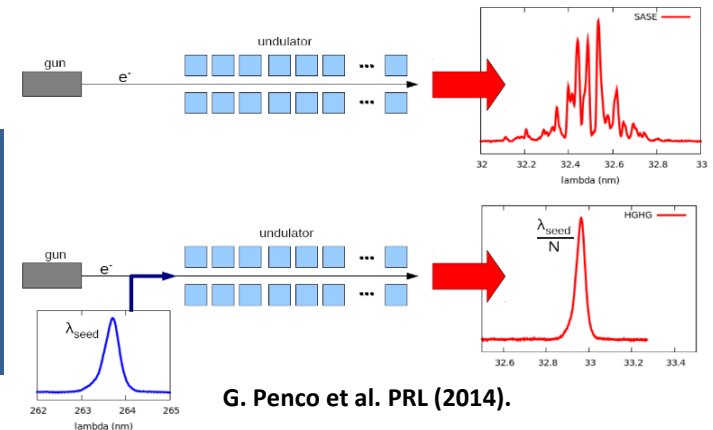 undulator
gun
e-
...
...
SASE
32 32.2 32.4 32.6 32.8 33
lambda (nm)
undulator
gun
e-
...
...
HGHG
λseed
N
32.6 32.8 33 33.2 33.4
λseed
262 263 264 265
lambda (nm)
G. Penco et al. PRL (2014).